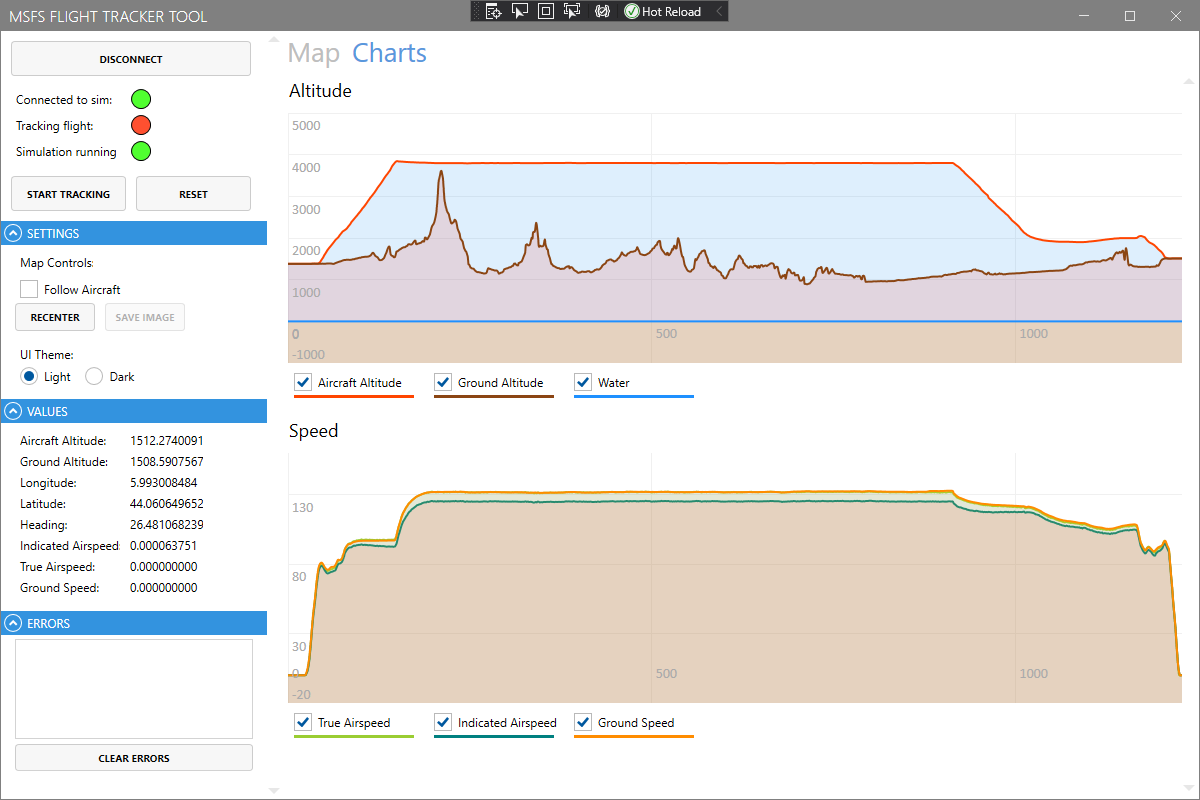 MSFS FLIGHT TRACKER TOOL
Hot Reload
DISCONNECT
Connected to sim:
Tracking flight:
Simulation running
START TRACKING RESET
SETTINGS
Map Controls:
Follow Aircraft
RECENTER SAVE IMAGE
UI Theme:
Light Dark
VALUES
Aircraft Altitude: 1512.2740091
Ground Altitude: 1508.5907567
Longitude: 5.993008484
Latitude: 44.060649652
Heading: 26.481068239
Indicated Airspeed: 0.000063751
True Airspeed: 0.000000000
Ground Speed: 0.000000000
ERRORS
CLEAR ERRORS
Map Charts
Altitude
5000
4000
3000
2000
1000
0 500 1000
-1000
Aircraft Altitude Ground Altitude Water
Speed
130
80
30
0 500 1000
-20
True Airspeed Indicated Airspeed Ground Speed